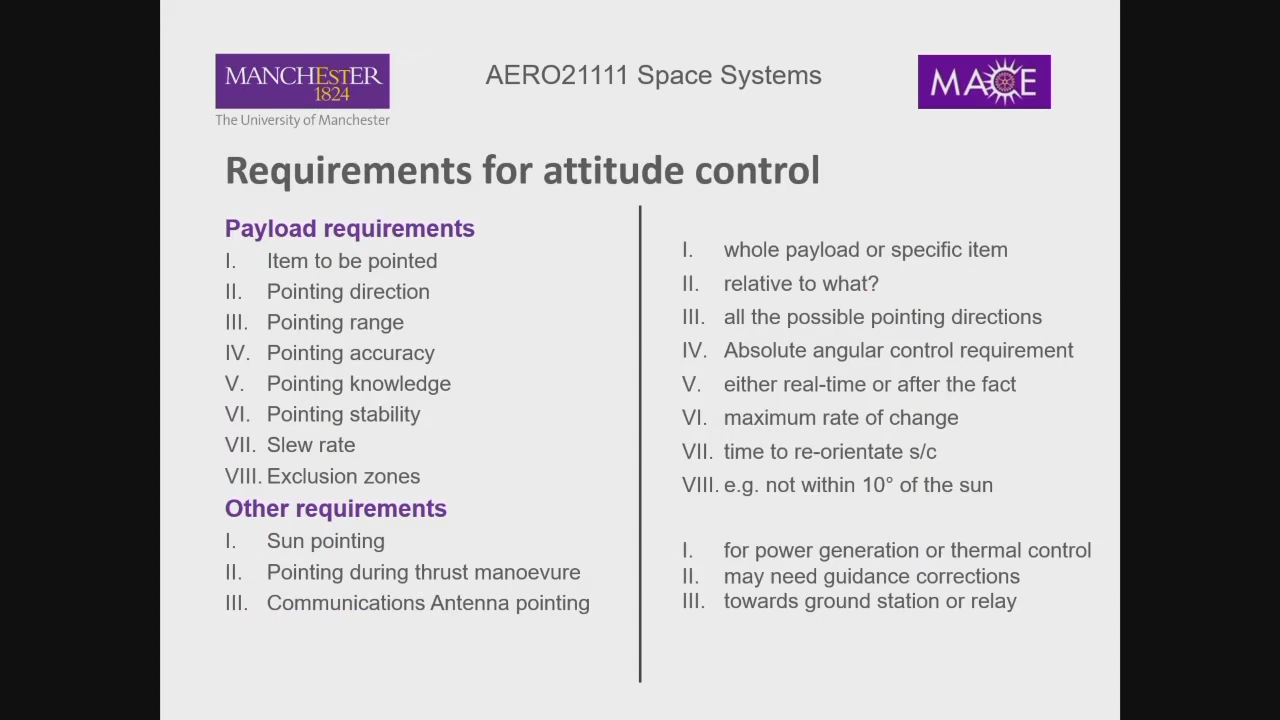 MANCHESTER
1824
The University of Manchester
AERO21111 Space Systems
MACE
Requirements for attitude control
Payload requirements
I. Item to be pointed
II. Pointing direction
III. Pointing range
IV. Pointing accuracy
V. Pointing knowledge
VI. Pointing stability
VII. Slew rate
VIII. Exclusion zones
Other requirements
I. Sun pointing
II. Pointing during thrust manoevure
III. Communications Antenna pointing
I. whole payload or specific item
II. relative to what?
III. all the possible pointing directions
IV. Absolute angular control requirement
V. either real-time or after the fact
VI. maximum rate of change
VII. time to re-orientate s/c
VIII. e.g. not within 10° of the sun
I. for power generation or thermal control
II. may need guidance corrections
III. towards ground station or relay